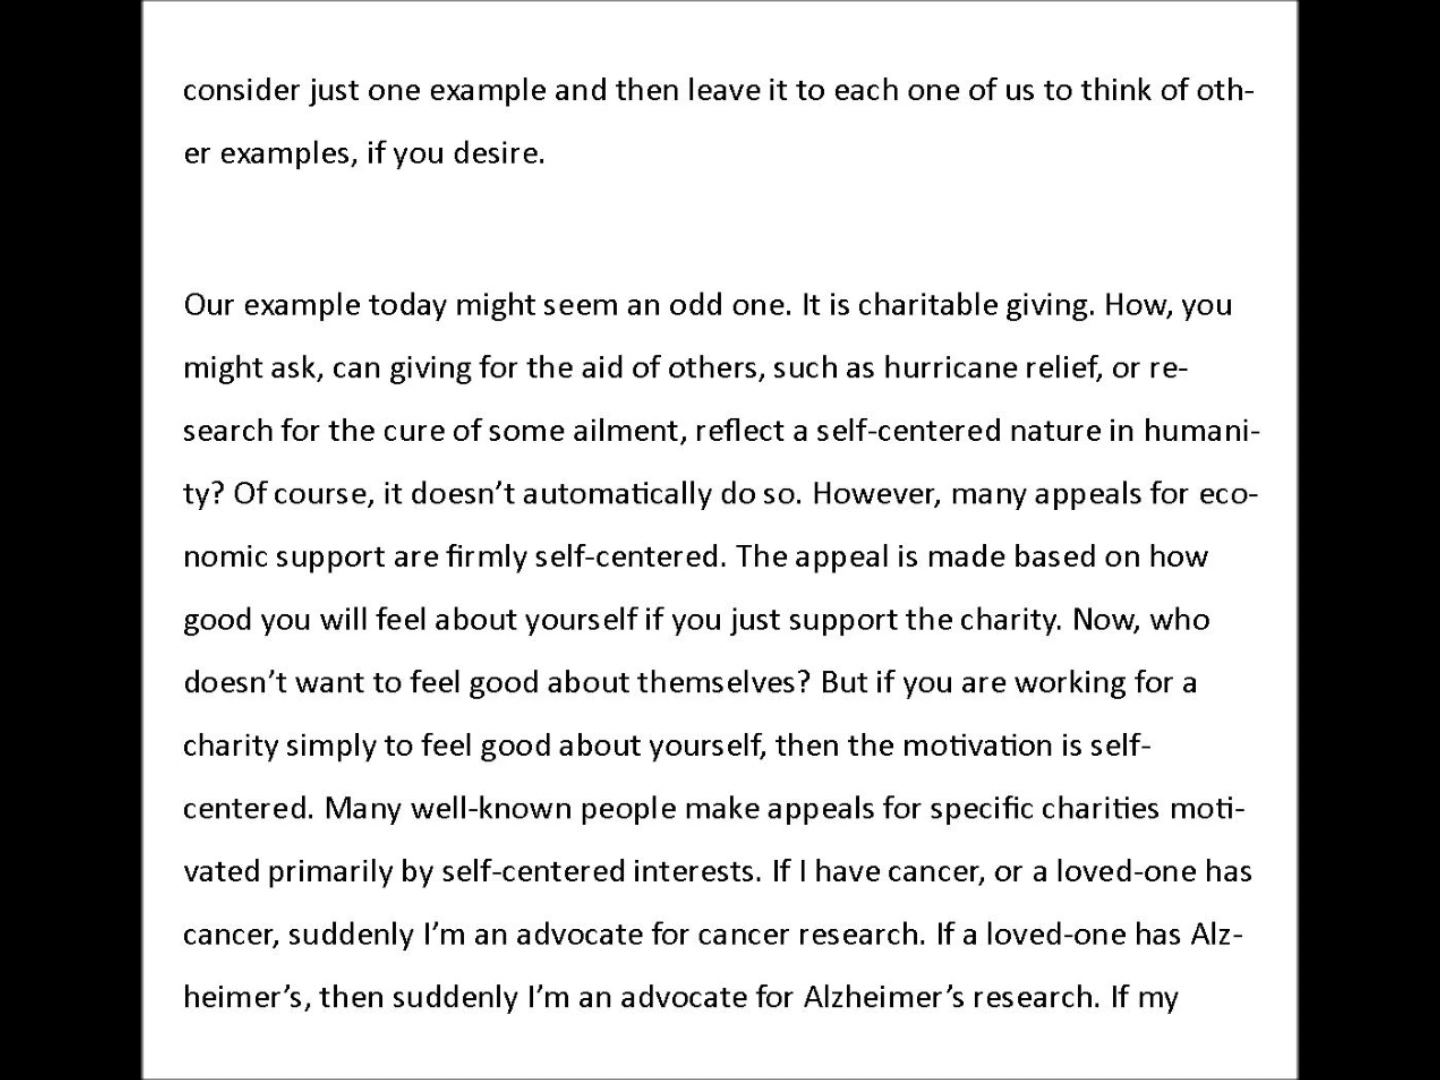 consider just one example and then leave it to each one of us to think of oth-
er examples, if you desire.
Our example today might seem an odd one. It is charitable giving. How, you
might ask, can giving for the aid of others, such as hurricane relief, or re-
search for the cure of some ailment, reflect a self-centered nature in humani-
ty? Of course, it doesn’t automatically do so. However, many appeals for eco-
nomic support are firmly self-centered. The appeal is made based on how
good you will feel about yourself if you just support the charity. Now, who
doesn’t want to feel good about themselves? But if you are working for a
charity simply to feel good about yourself, then the motivation is self-
centered. Many well-known people make appeals for specific charities moti-
vated primarily by self-centered interests. If I have cancer, or a loved-one has
cancer, suddenly I’m an advocate for cancer research. If a loved-one has Alz-
heimer’s, then suddenly I’m an advocate for Alzheimer’s research. If my